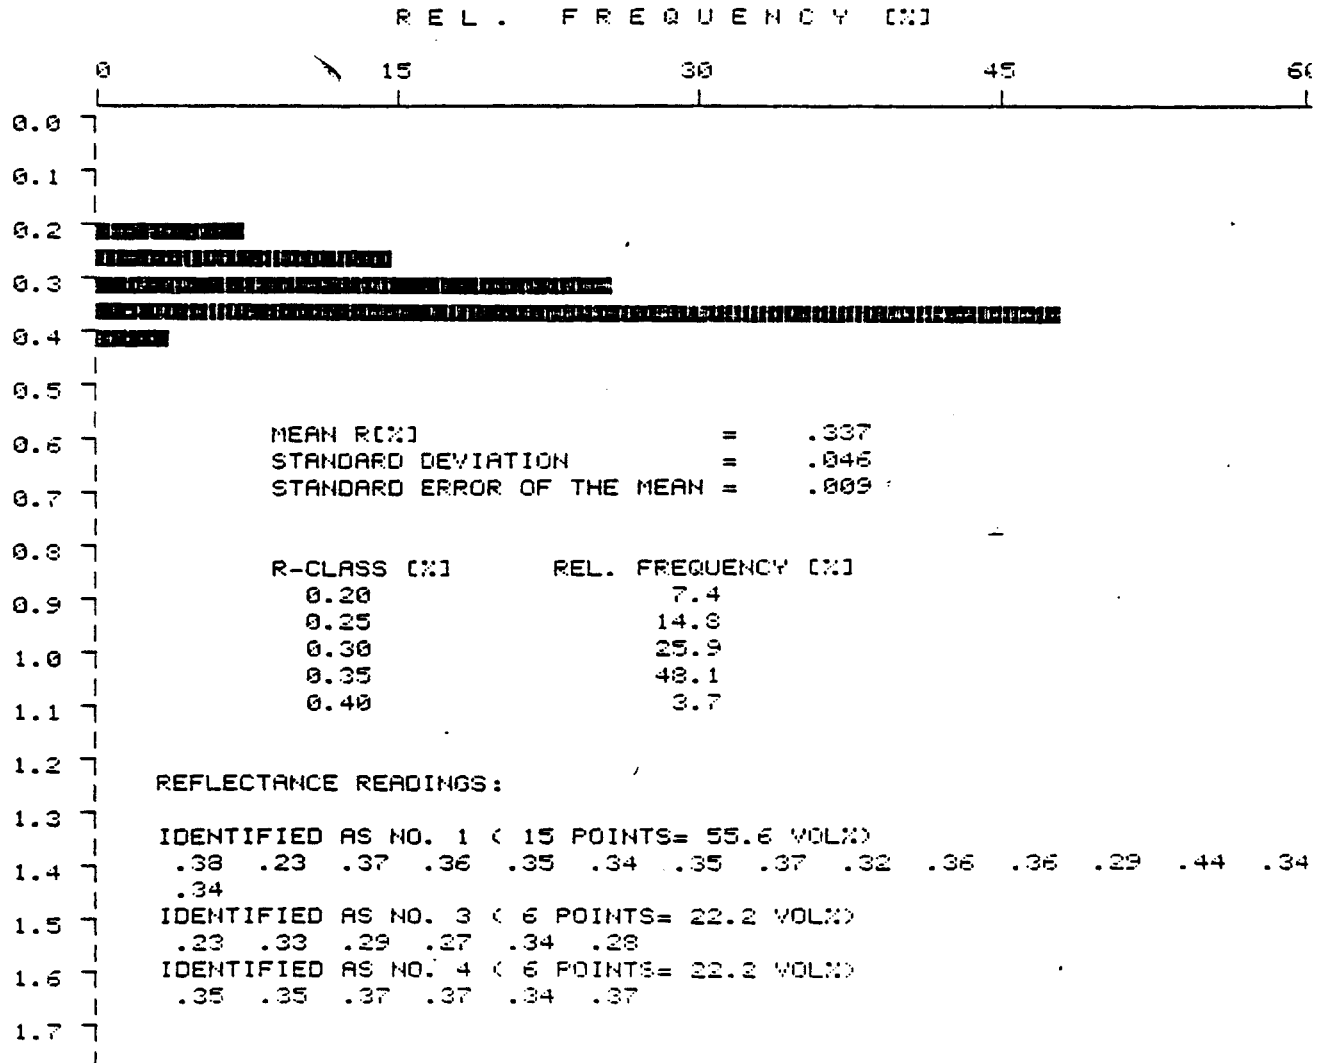 REL. FREQUENCY [%]
0 15 30 45 60
0.0
0.1
0.2
0.3
0.4
0.5
0.6
0.7
0.8
0.9
1.0
1.1
1.2
1.3
1.4
1.5
1.6
1.7
MEAN R[%] = .337
STANDARD DEVIATION = .046
STANDARD ERROR OF THE MEAN = .009
R-CLASS [%] REL. FREQUENCY [%]
0.20 7.4
0.25 14.8
0.30 25.9
0.35 48.1
0.40 3.7
REFLECTANCE READINGS:
IDENTIFIED AS NO. 1 ( 15 POINTS= 55.6 VOL%)
.38 .23 .37 .36 .35 .34 .35 .37 .32 .36 .36 .29 .44 .34
.34
IDENTIFIED AS NO. 3 ( 6 POINTS= 22.2 VOL%)
.23 .33 .29 .27 .34 .28
IDENTIFIED AS NO. 4 ( 6 POINTS= 22.2 VOL%)
.35 .35 .37 .37 .34 .37